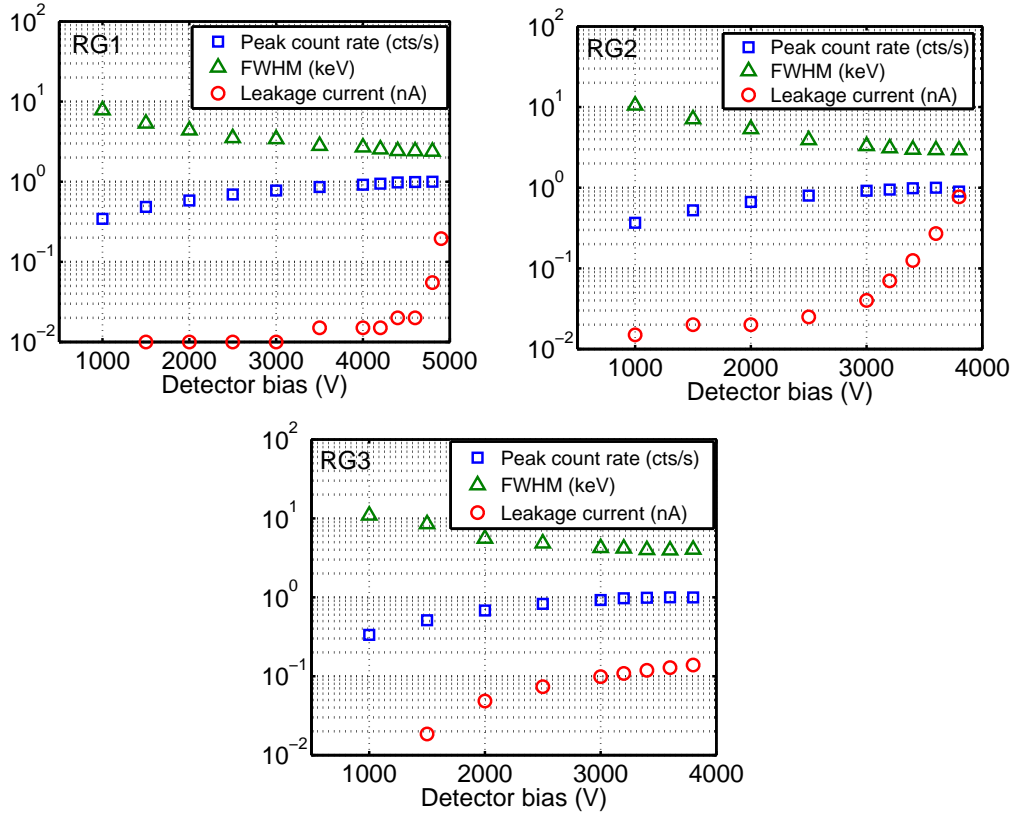 RG1
Peak count rate (cts/s)
FWHM (keV)
Leakage current (nA)
10^2
10^1
10^0
10^-1
10^-2
1000 2000 3000 4000 5000
Detector bias (V)
RG2
Peak count rate (cts/s)
FWHM (keV)
Leakage current (nA)
10^2
10^1
10^0
10^-1
10^-2
1000 2000 3000 4000
Detector bias (V)
RG3
Peak count rate (cts/s)
FWHM (keV)
Leakage current (nA)
10^2
10^1
10^0
10^-1
10^-2
1000 2000 3000 4000
Detector bias (V)